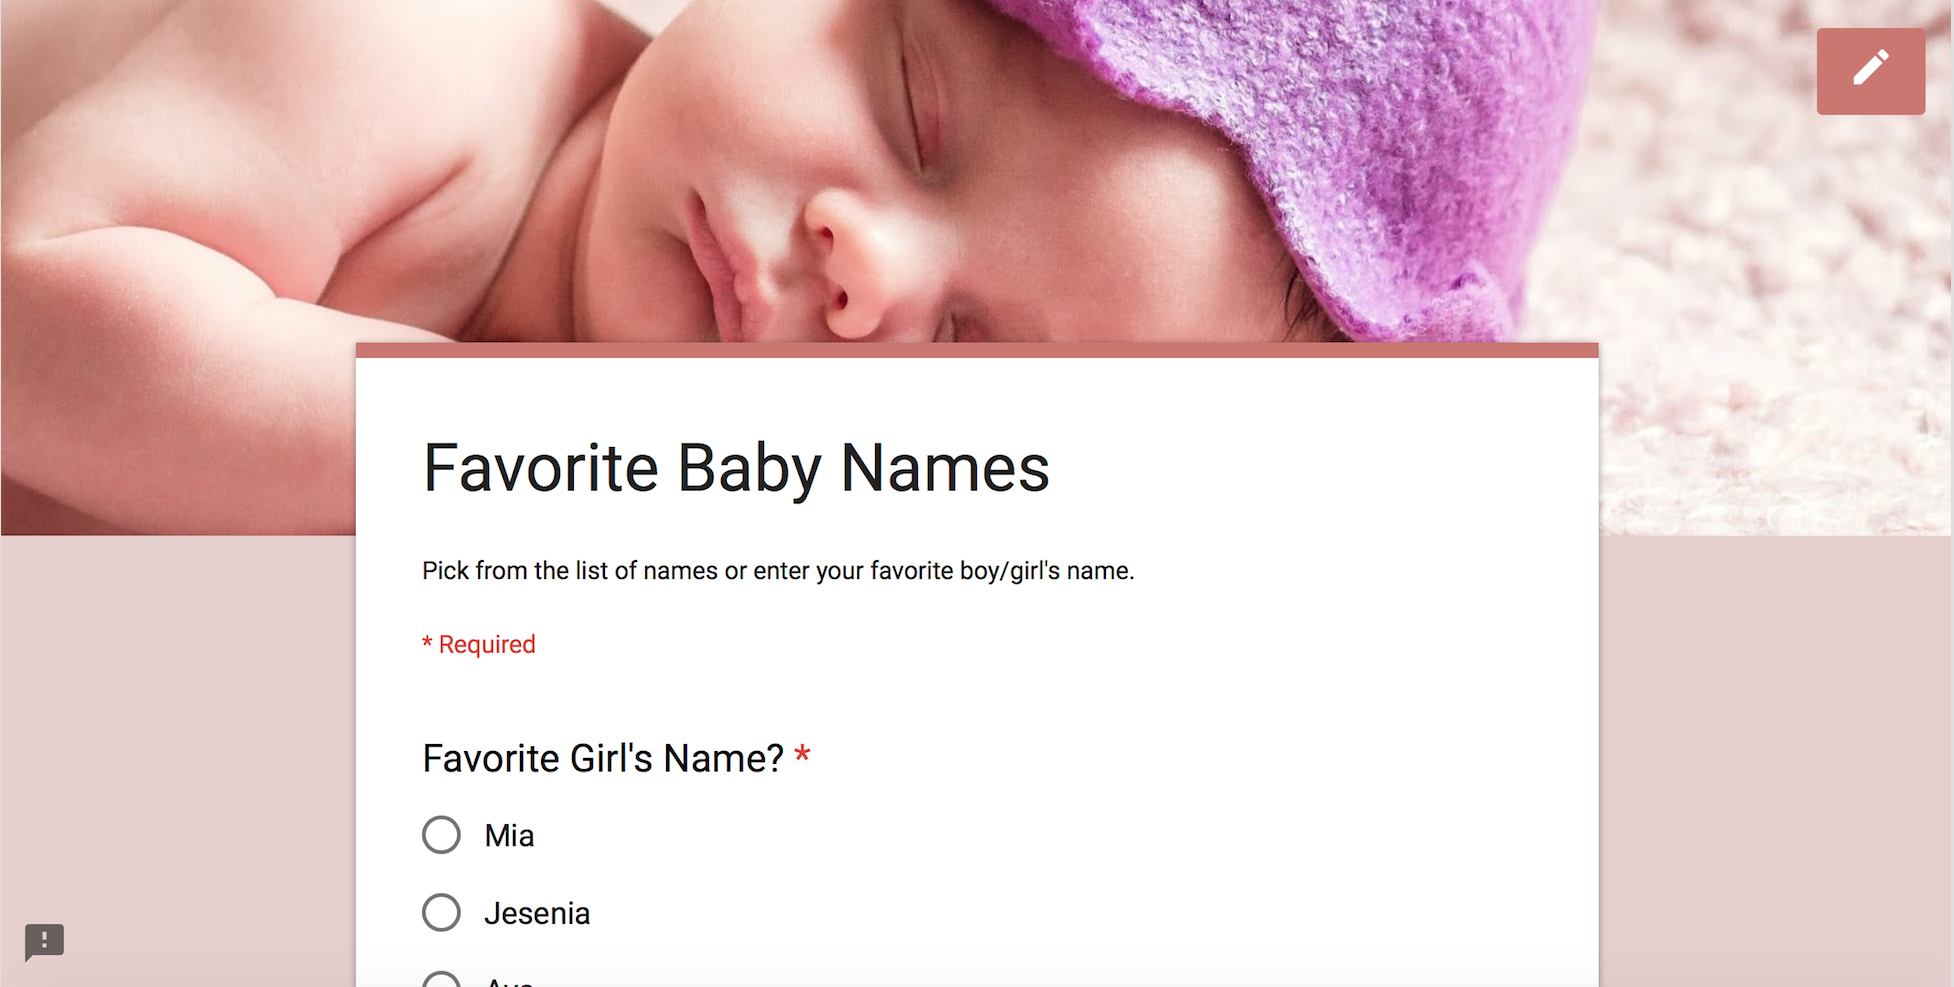 Favorite Baby Names
Pick from the list of names or enter your favorite boy/girl's name.
* Required
Favorite Girl's Name? *
Mia
Jesenia